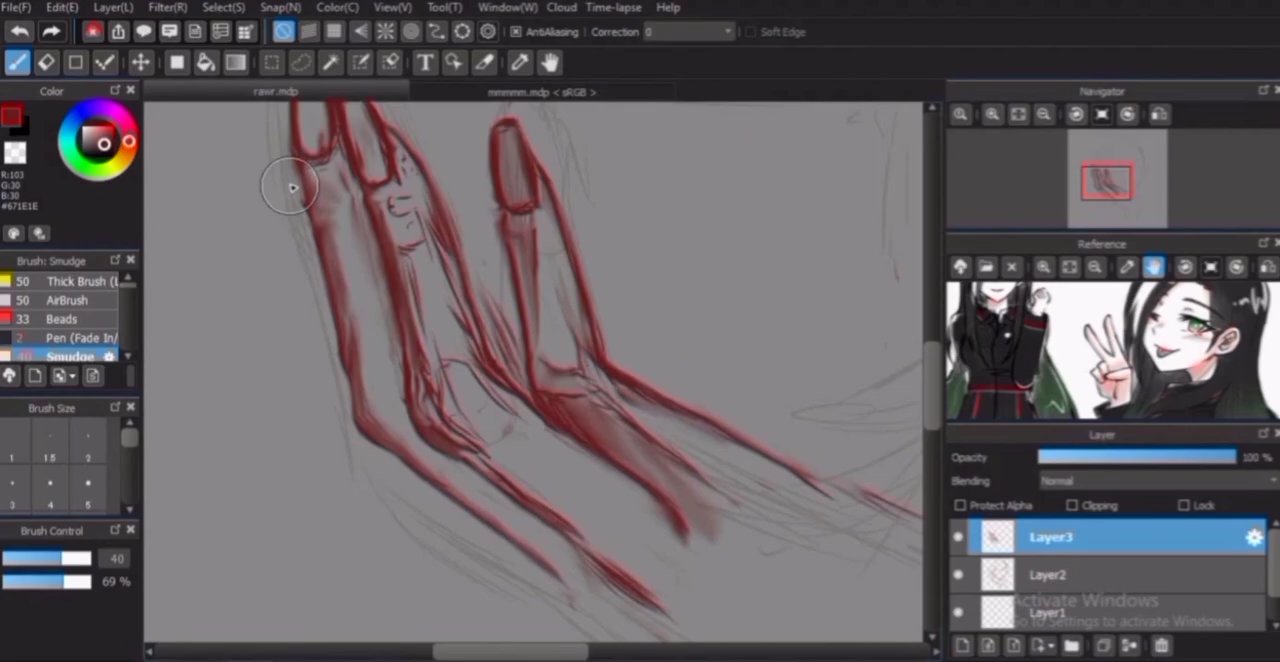 File(F) Edit(E) Layer(L) Filter(R) Select(S) Snap(N) Color(C) View(V) Tool(T) Window(W) Cloud Time-lapse Help
AntiAliasing Correction 0 Soft Edge
T
Color
rawr.mdp
mmmmm.mdp < sRGB >
Navigator
R:103
G:30
B:30
#671E1E
Brush: Smudge
50 Thick Brush (L
50 AirBrush
33 Beads
2 Pen (Fade In/
40 Smudge
Reference
Brush Size
1 1.5 2
3 4 5
Brush Control
40
69 %
Layer
Opacity 100 %
Blending Normal
Protect Alpha Clipping Lock
Layer3
Layer2
Layer1
Activate Windows
Go to Settings to activate Windows.